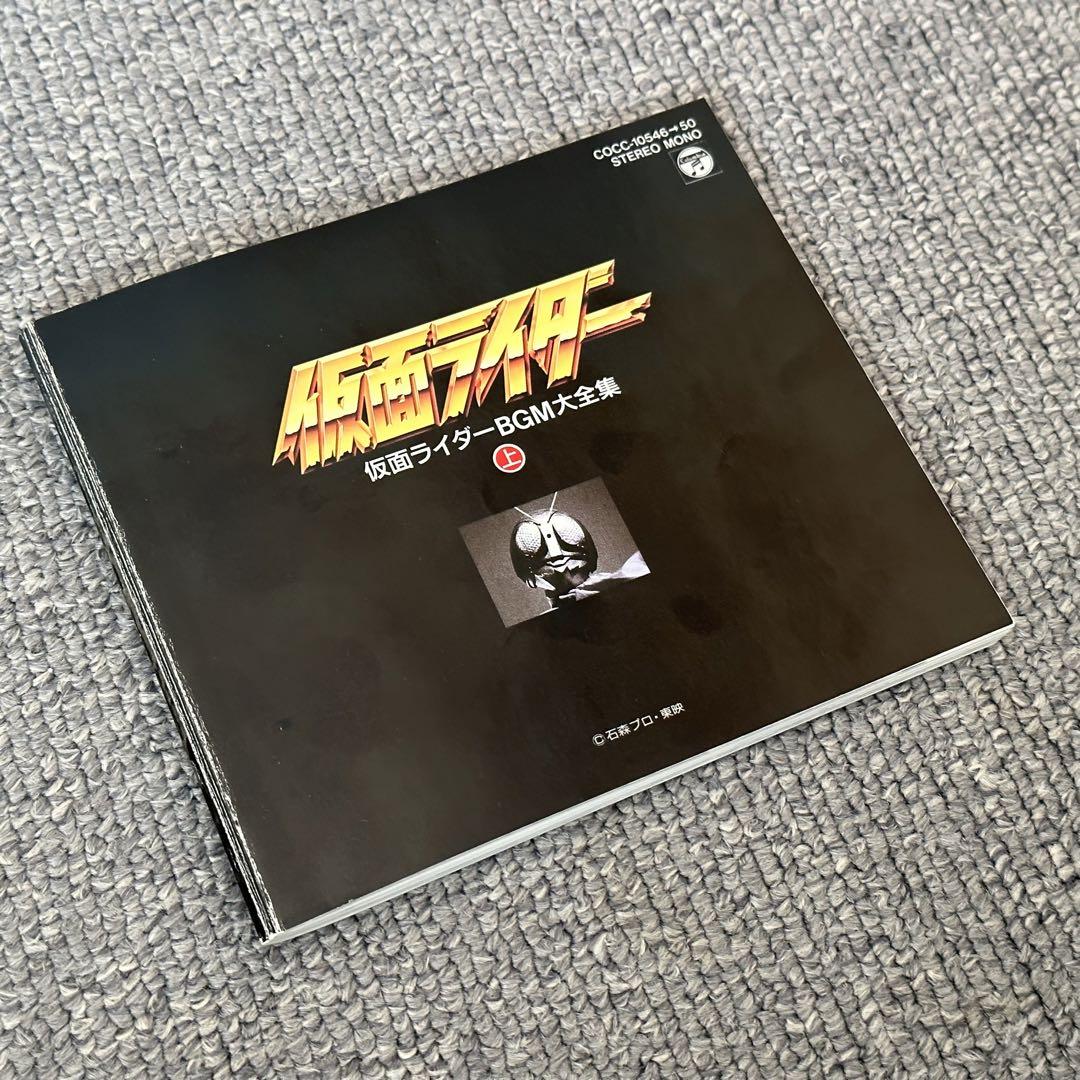 COCC-10546→50
STEREO MONO
Columbia
仮面ライダー
仮面ライダーBGM大全集
上
©石森プロ・東映